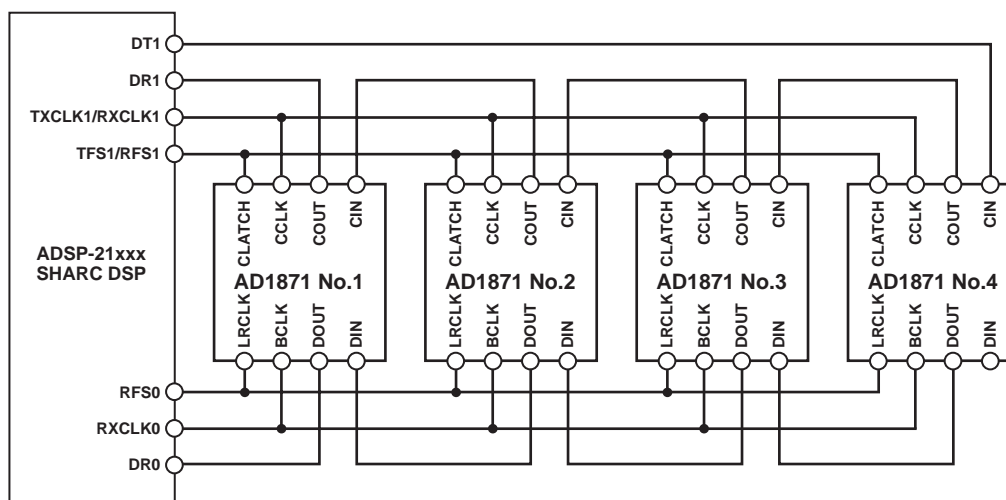 DT1
DR1
TXCLK1/RXCLK1
TFS1/RFS1
ADSP-21xxx
SHARC DSP
RFS0
RXCLK0
DR0
CLATCH
CCLK
COUT
CIN
AD1871 No.1
LRCLK
BCLK
DOUT
DIN
CLATCH
CCLK
COUT
CIN
AD1871 No.2
LRCLK
BCLK
DOUT
DIN
CLATCH
CCLK
COUT
CIN
AD1871 No.3
LRCLK
BCLK
DOUT
DIN
CLATCH
CCLK
COUT
CIN
AD1871 No.4
LRCLK
BCLK
DOUT
DIN